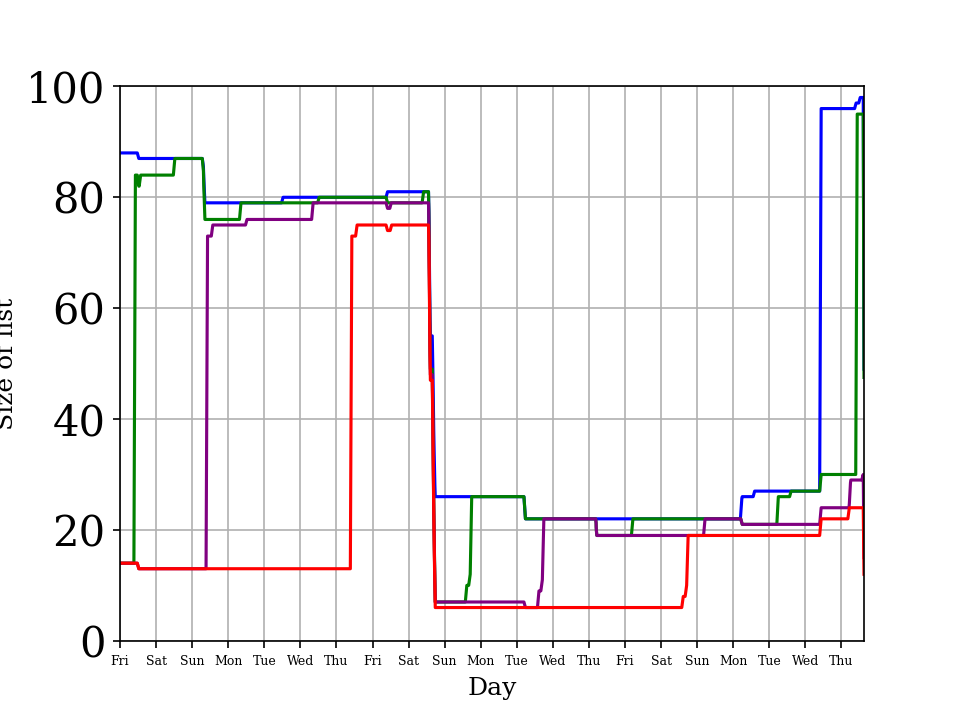 100
80
60
40
20
0
Size of list
Fri Sat Sun Mon Tue Wed Thu Fri Sat Sun Mon Tue Wed Thu Fri Sat Sun Mon Tue Wed Thu
Day